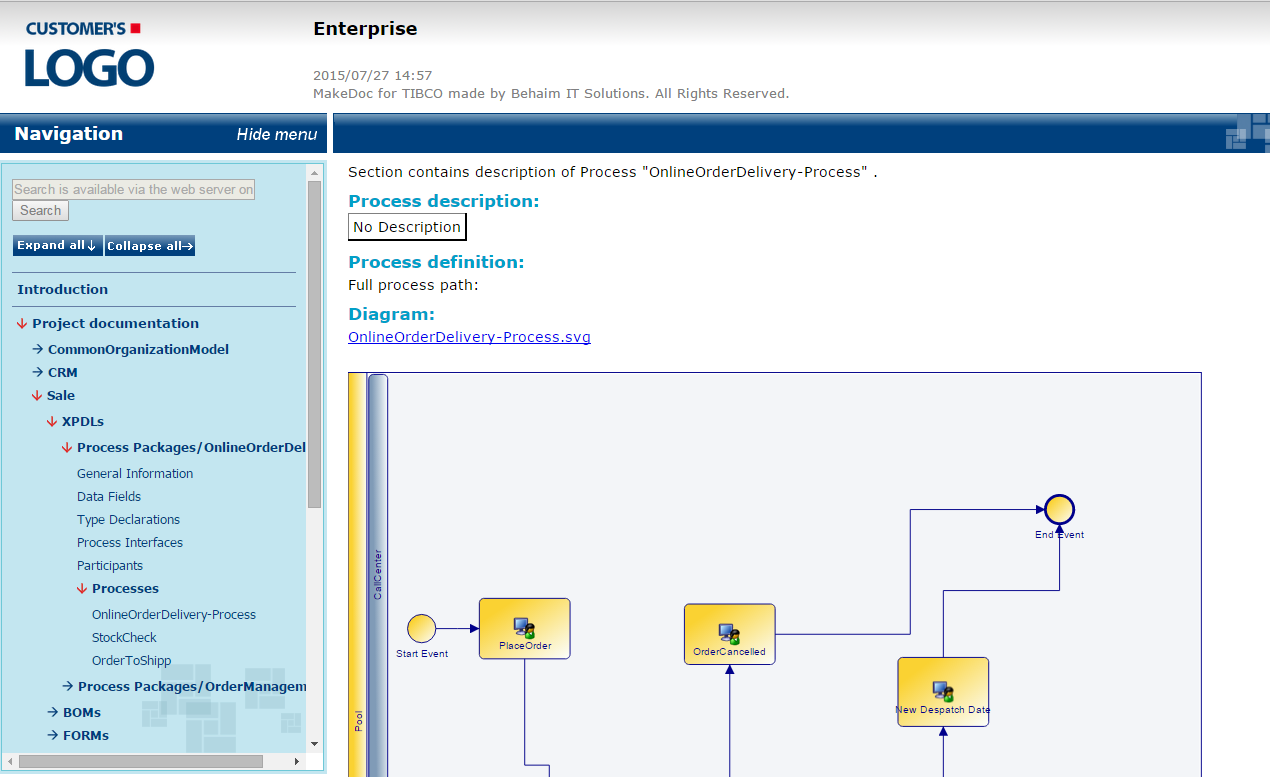 CUSTOMER'S
LOGO
Enterprise
2015/07/27 14:57
MakeDoc for TIBCO made by Behaim IT Solutions. All Rights Reserved.
Navigation
Hide menu
Search is available via the web server on
Search
Expand all↓
Collapse all→
Introduction
Project documentation
CommonOrganizationModel
CRM
Sale
XPDLs
Process Packages/OnlineOrderDel
General Information
Data Fields
Type Declarations
Process Interfaces
Participants
Processes
OnlineOrderDelivery-Process
StockCheck
OrderToShipp
Process Packages/OrderManagem
BOMs
FORMs
Section contains description of Process "OnlineOrderDelivery-Process" .
Process description:
No Description
Process definition:
Full process path:
Diagram:
OnlineOrderDelivery-Process.svg
Pool
CallCenter
Start Event
PlaceOrder
OrderCancelled
End Event
New Despatch Date